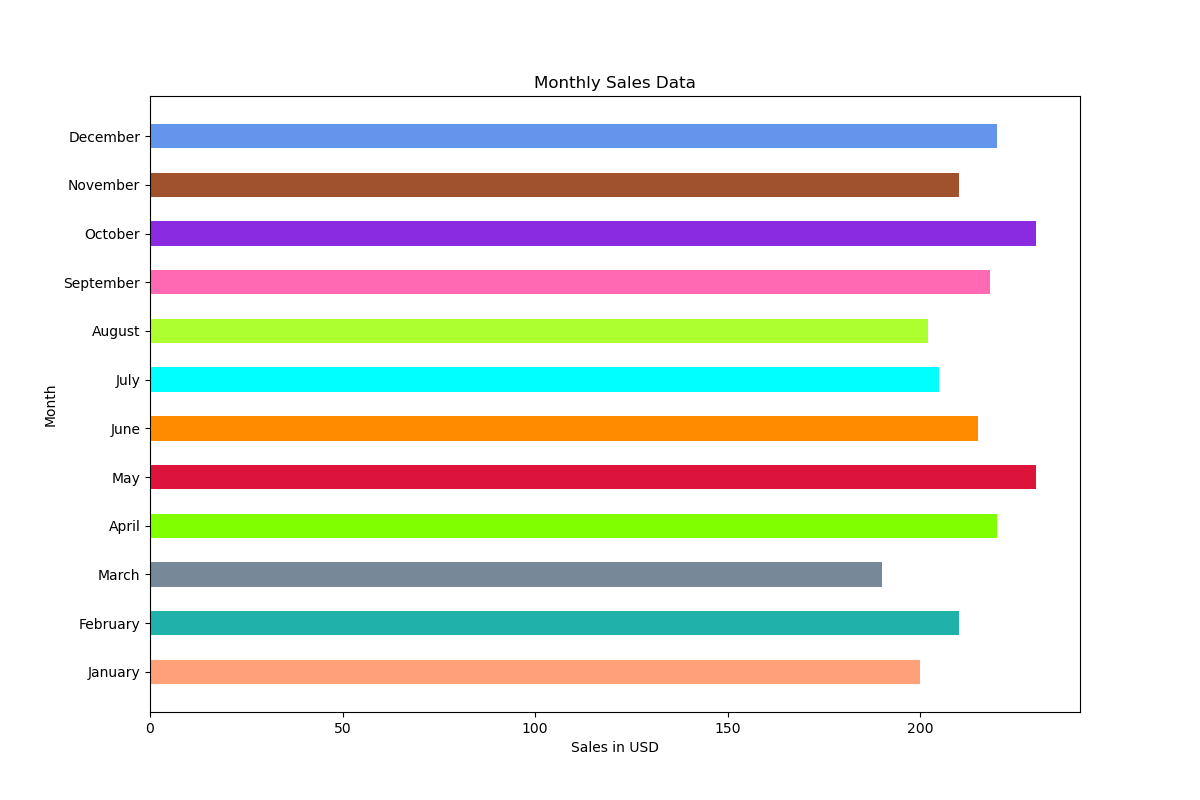 Monthly Sales Data
December
November
October
September
August
July
June
May
April
March
February
January
Month
0 50 100 150 200
Sales in USD